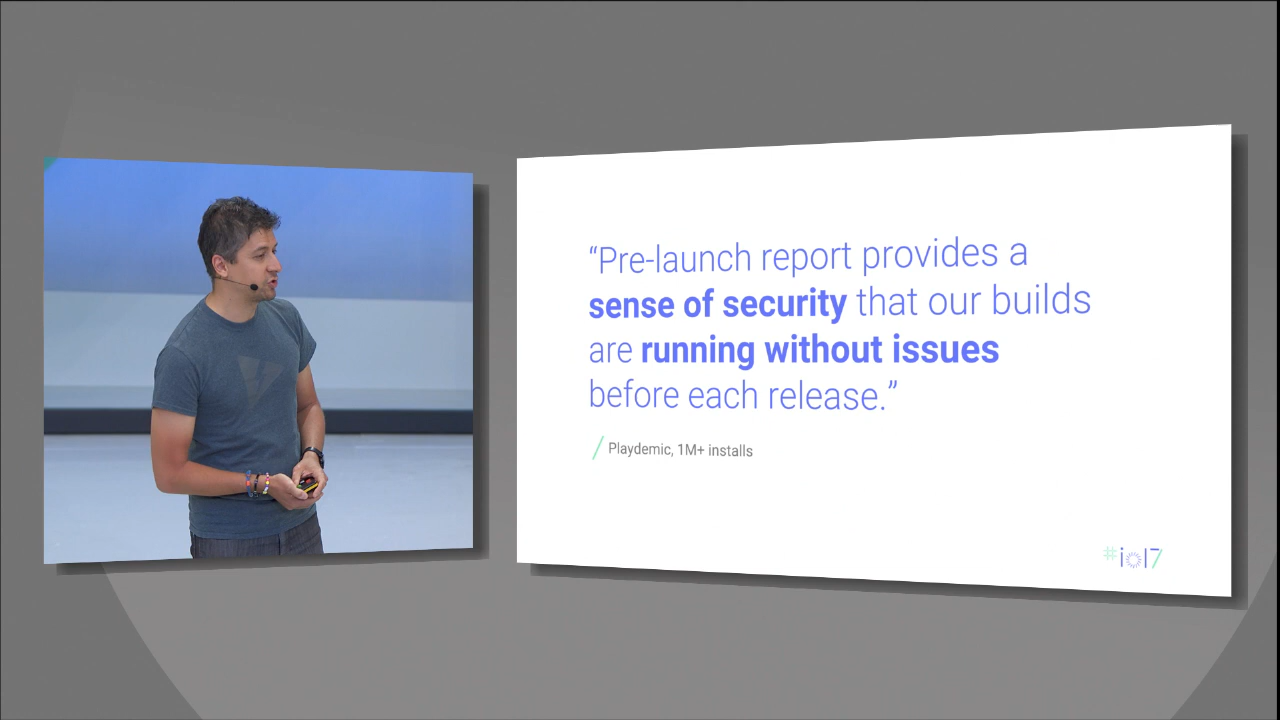 “Pre-launch report provides a
sense of security that our builds
are running without issues
before each release.”
Playdemic, 1M+ installs
#io17